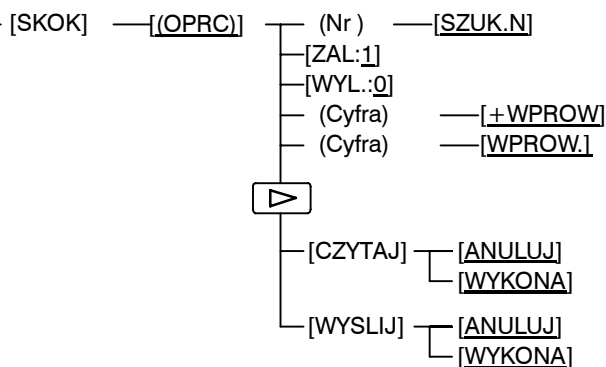 [SKOK] [(OPRC)] (Nr ) [SZUK.N]
[ZAL:1]
[WYL.:0]
(Cyfra) [+WPROW]
(Cyfra) [WPROW.]
[CZYTAJ] [ANULUJ]
[WYKONA]
[WYSLIJ] [ANULUJ]
[WYKONA]